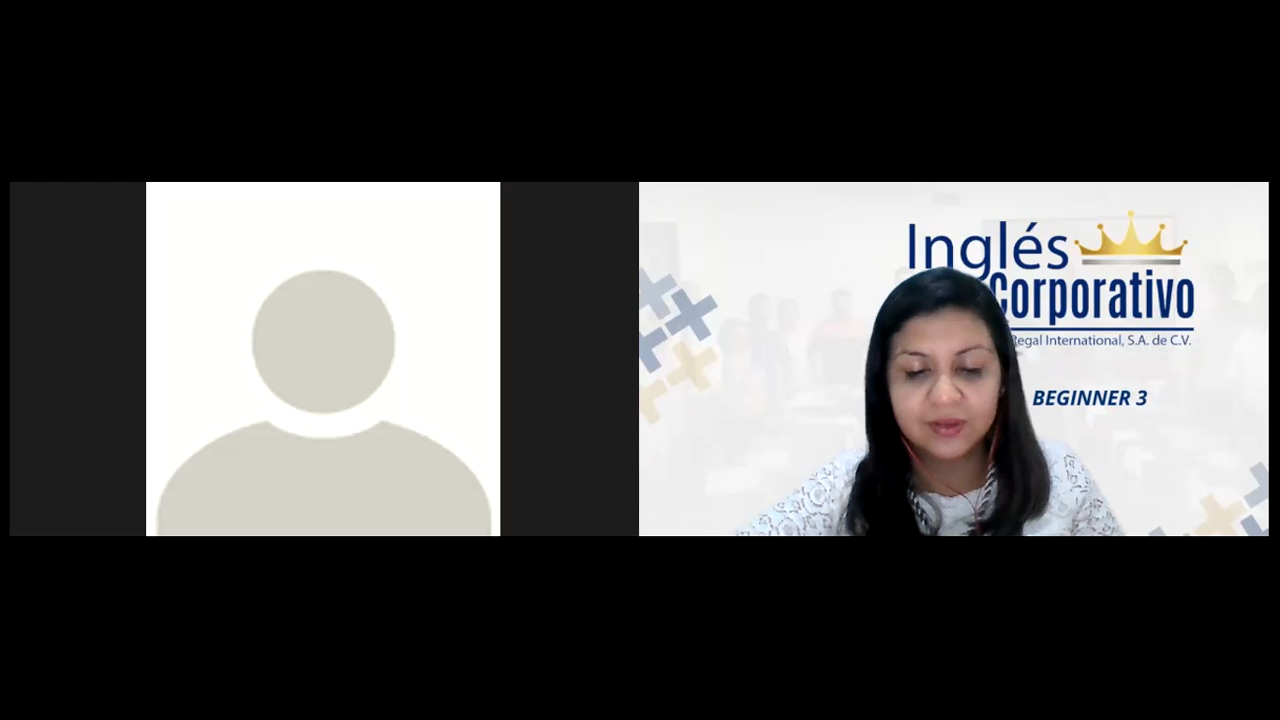 Inglés
Corporativo
Regal International, S.A. de C.V.
BEGINNER 3